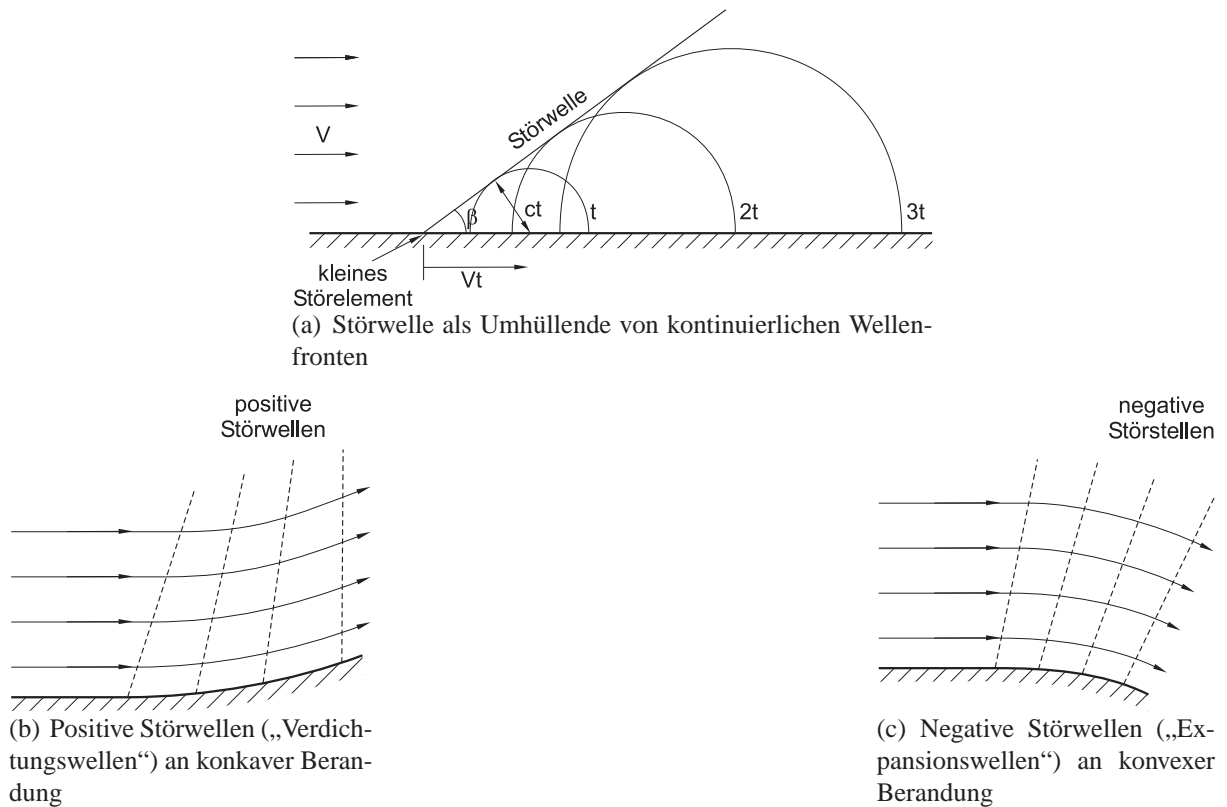 V
Störwelle
β
ct
t
2t
3t
kleines
Störelement
Vt
(a) Störwelle als Umhüllende von kontinuierlichen Wellen-
fronten
positive
Störwellen
(b) Positive Störwellen („Verdich-
tungswellen“) an konkaver Beran-
dung
negative
Störstellen
(c) Negative Störwellen („Ex-
pansionswellen“) an konvexer
Berandung